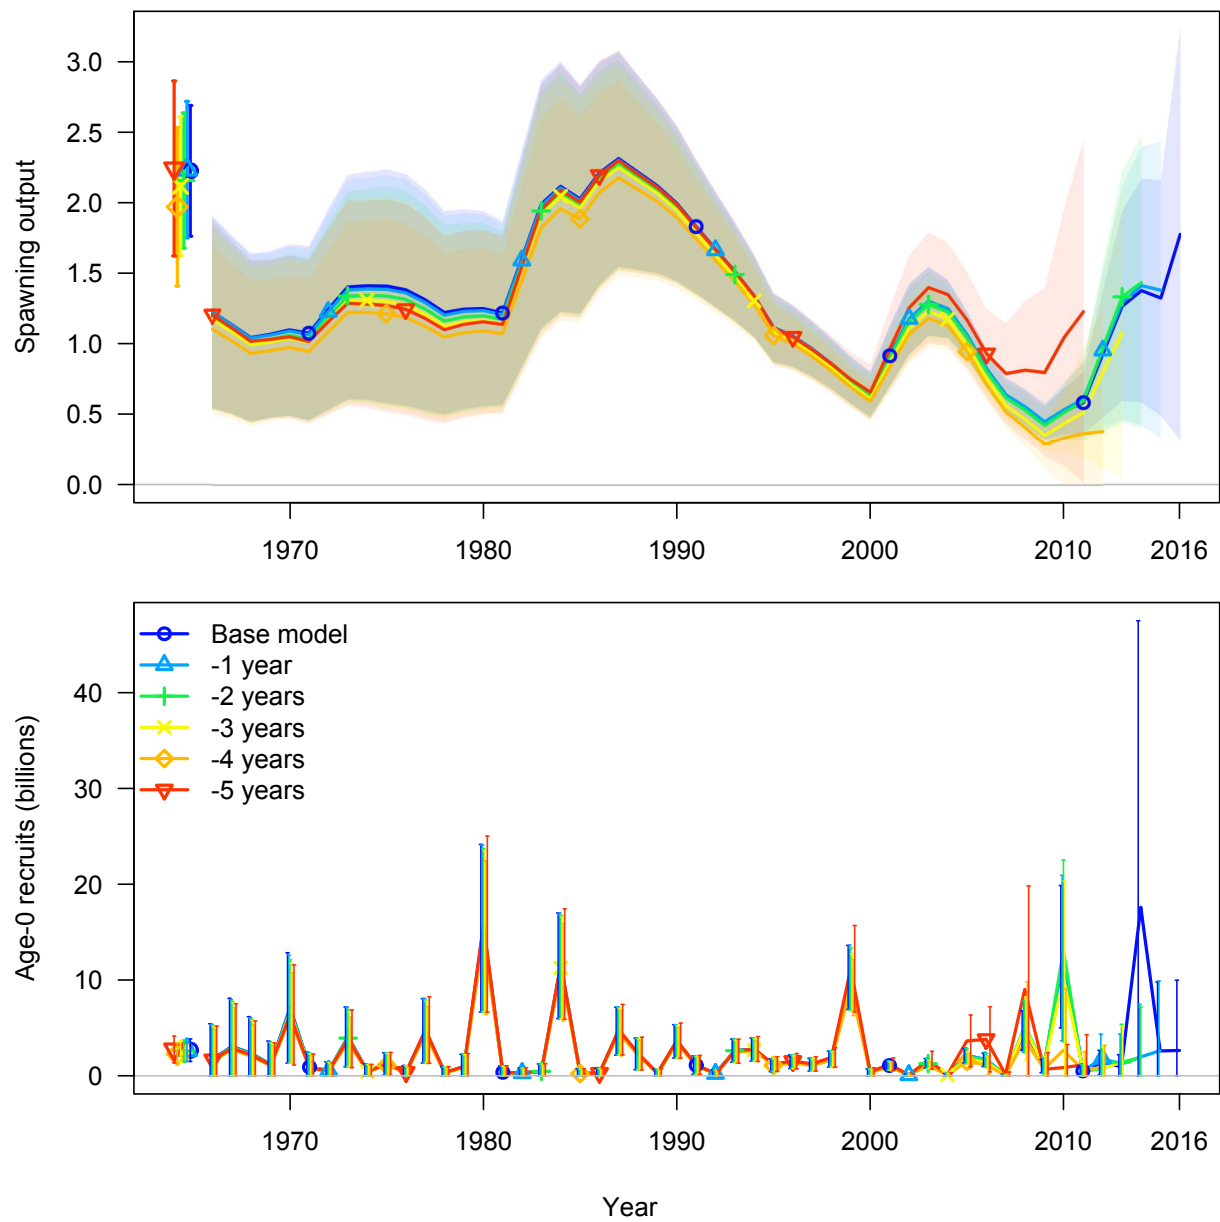 Spawning output
3.0
2.5
2.0
1.5
1.0
0.5
0.0
1970 1980 1990 2000 2010 2016
Age-0 recruits (billions)
Base model
-1 year
-2 years
-3 years
-4 years
-5 years
40
30
20
10
0
1970 1980 1990 2000 2010 2016
Year